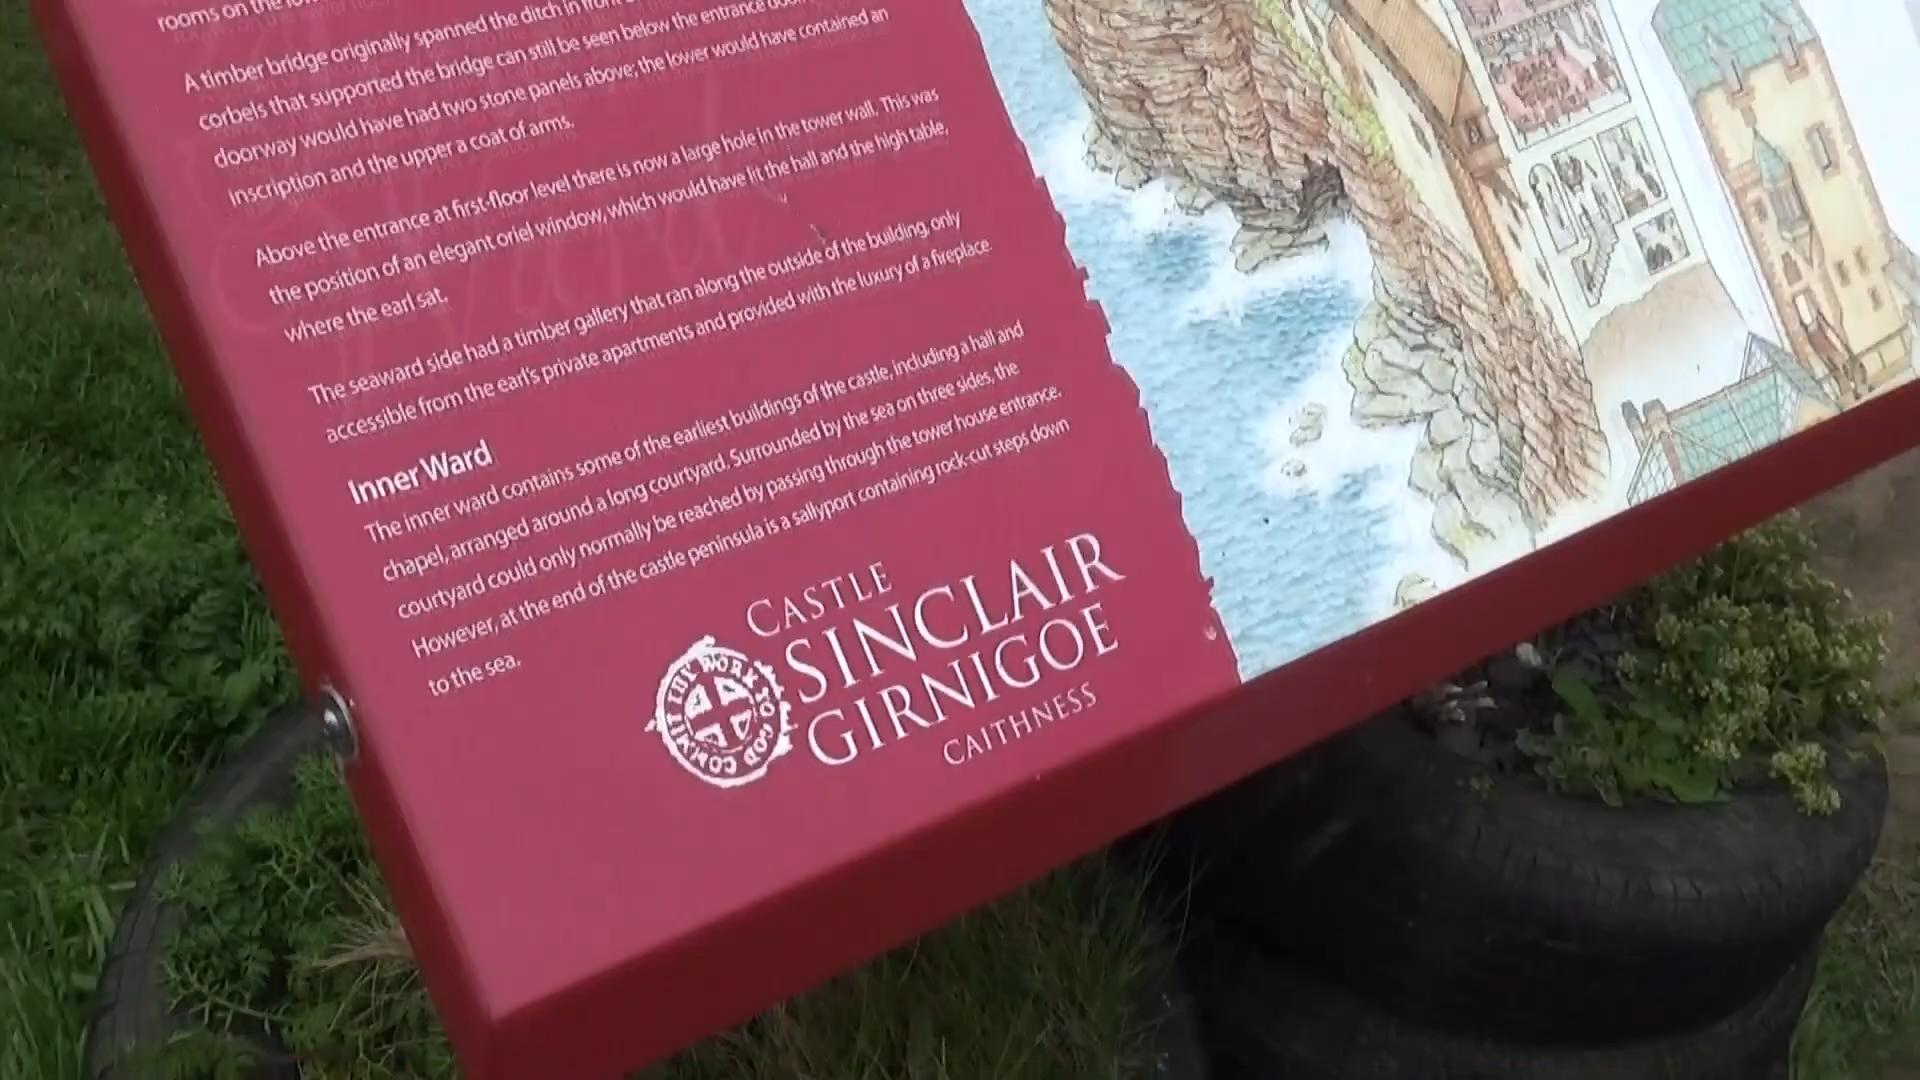 rooms on the
A timber bridge originally spanned the ditch in front
corbels that supported the bridge can still be seen below the entrance
doorway would have had two stone panels above; the lower would have contained an
inscription and the upper a coat of arms.
Above the entrance at first-floor level there is now a large hole in the tower wall. This was
the position of an elegant oriel window, which would have lit the hall and the high table,
where the earl sat.
The seaward side had a timber gallery that ran along the outside of the building, only
accessible from the earl's private apartments and provided with the luxury of a fireplace.
Inner Ward
The inner ward contains some of the earliest buildings of the castle, including a hall and
chapel, arranged around a long courtyard. Surrounded by the sea on three sides, the
courtyard could only normally be reached by passing through the tower house entrance.
However, at the end of the castle peninsula is a sallyport containing rock-cut steps down
to the sea.
CASTLE
SINCLAIR
GIRNIGOE
CAITHNESS
COMMIT THY WORK TO GOD